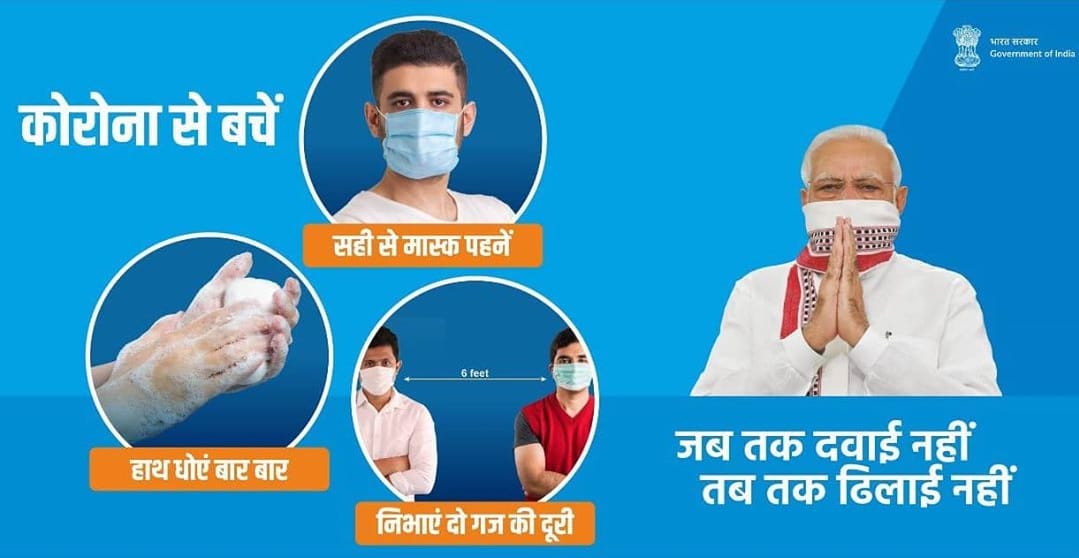 भारत सरकार
Government of India
कोरोना से बचें
सही से मास्क पहनें
हाथ धोएं बार बार
6 feet
निभाएं दो गज की दूरी
जब तक दवाई नहीं
तब तक ढिलाई नहीं